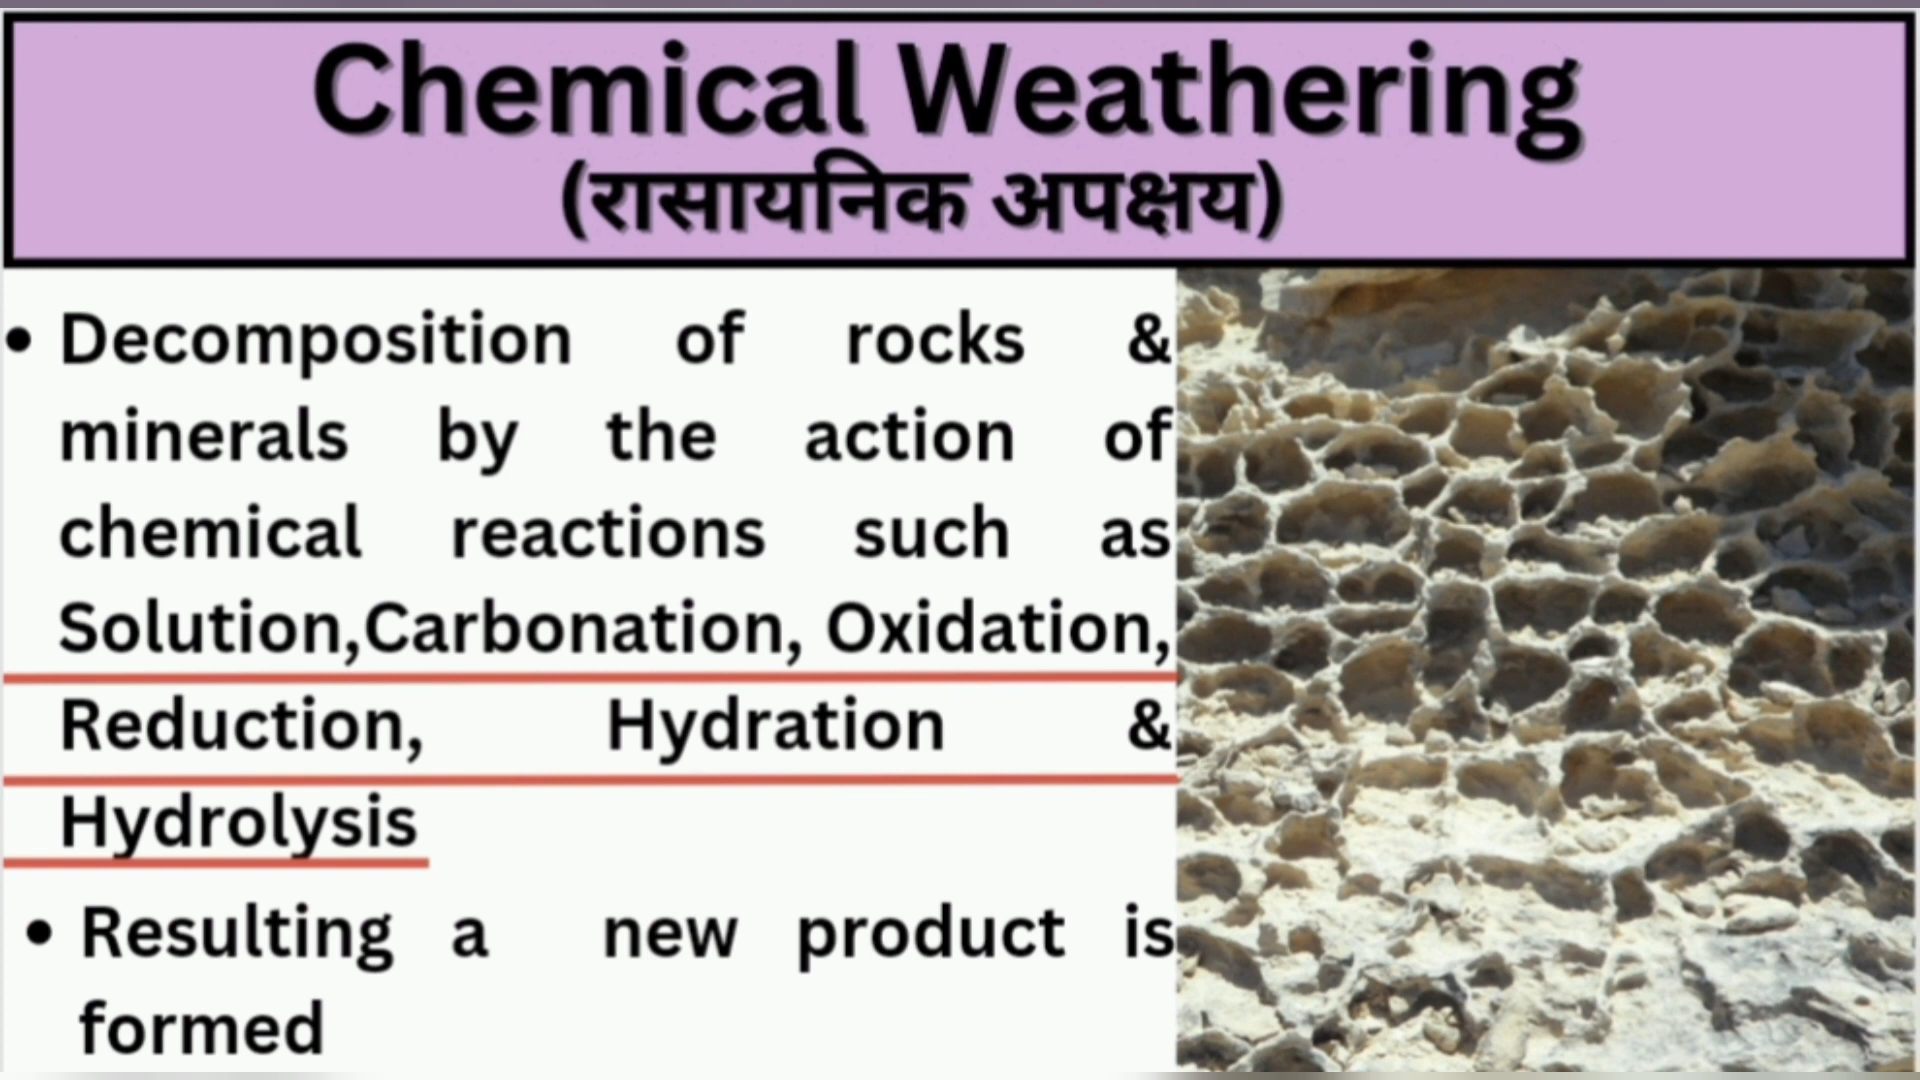 Chemical Weathering
(रासायनिक अपक्षय)
• Decomposition of rocks &
minerals by the action of
chemical reactions such as
Solution,Carbonation, Oxidation,
Reduction, Hydration &
Hydrolysis
• Resulting a new product is
formed